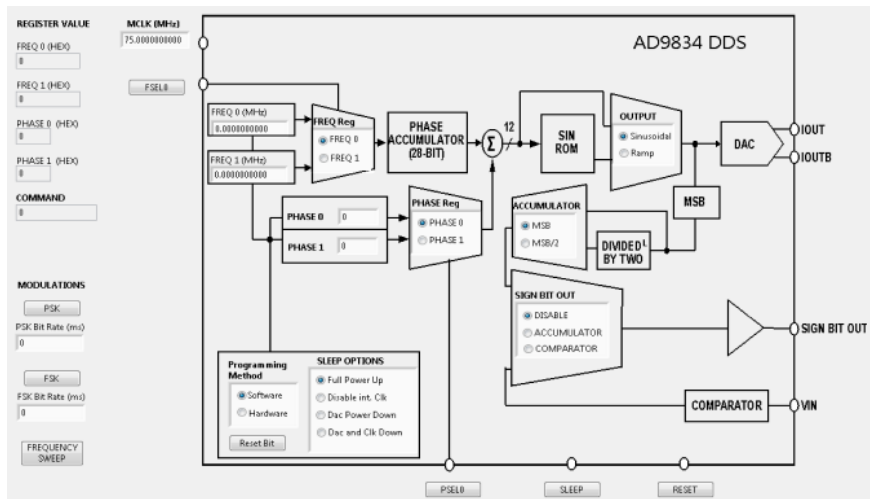 REGISTER VALUE
FREQ 0 (HEX)
0
FREQ 1 (HEX)
0
PHASE 0 (HEX)
0
PHASE 1 (HEX)
0
COMMAND
0
MODULATIONS
PSK
PSK Bit Rate (ms)
0
FSK
FSK Bit Rate (ms)
0
FREQUENCY
SWEEP
MCLK (MHz)
75.0000000000
FSEL0
AD9834 DDS
FREQ 0 (MHz)
0.0000000000
FREQ 1 (MHz)
0.0000000000
FREQ Reg
FREQ 0
FREQ 1
PHASE
ACCUMULATOR
(28-BIT)
Σ
12
SIN
ROM
OUTPUT
Sinusoidal
Ramp
DAC
IOUT
IOUTB
MSB
PHASE 0
0
PHASE 1
0
PHASE Reg
PHASE 0
PHASE 1
ACCUMULATOR
MSB
MSB/2
DIVIDED
BY TWO
SIGN BIT OUT
DISABLE
ACCUMULATOR
COMPARATOR
SIGN BIT OUT
COMPARATOR
VIN
Programming
Method
Software
Hardware
Reset Bit
SLEEP OPTIONS
Full Power Up
Disable int. Clk
Dac Power Down
Dac and Clk Down
PSEL0
SLEEP
RESET